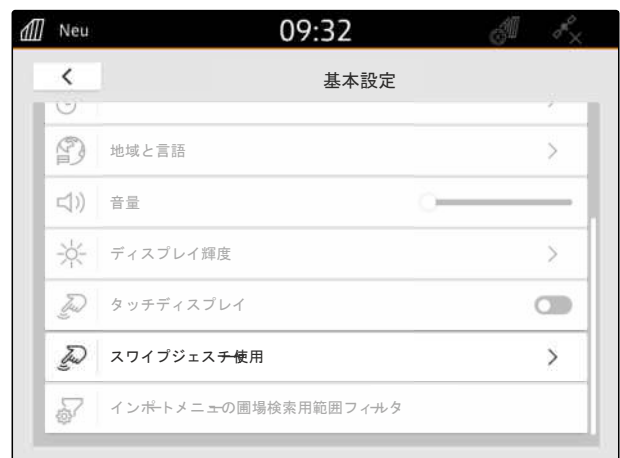 Neu
09:32
基本設定
地域と言語
音量
ディスプレイ輝度
タッチディスプレイ
スワイプジェスチ使用
インポートメニューの圃場検索用範囲フィルタ